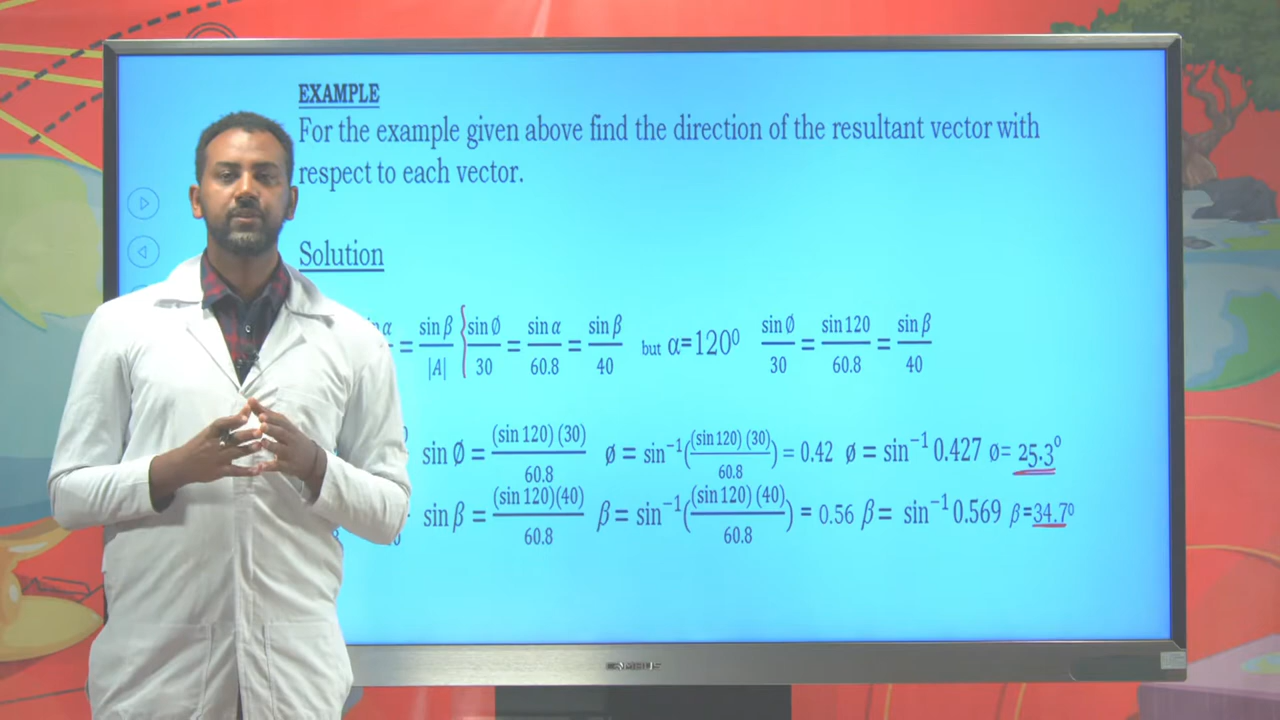 EXAMPLE
For the example given above find the direction of the resultant vector with
respect to each vector.
Solution
= sin β / |A| { sin Ø / 30 = sin α / 60.8 = sin β / 40 but α=120⁰ sin Ø / 30 = sin 120 / 60.8 = sin β / 40
sin Ø = (sin 120) (30) / 60.8 ø = sin⁻¹((sin 120) (30) / 60.8) = 0.42 ø = sin⁻¹ 0.427 ø= 25.3⁰
sin β = (sin 120)(40) / 60.8 β = sin⁻¹((sin 120) (40) / 60.8) = 0.56 β = sin⁻¹ 0.569 β=34.7⁰